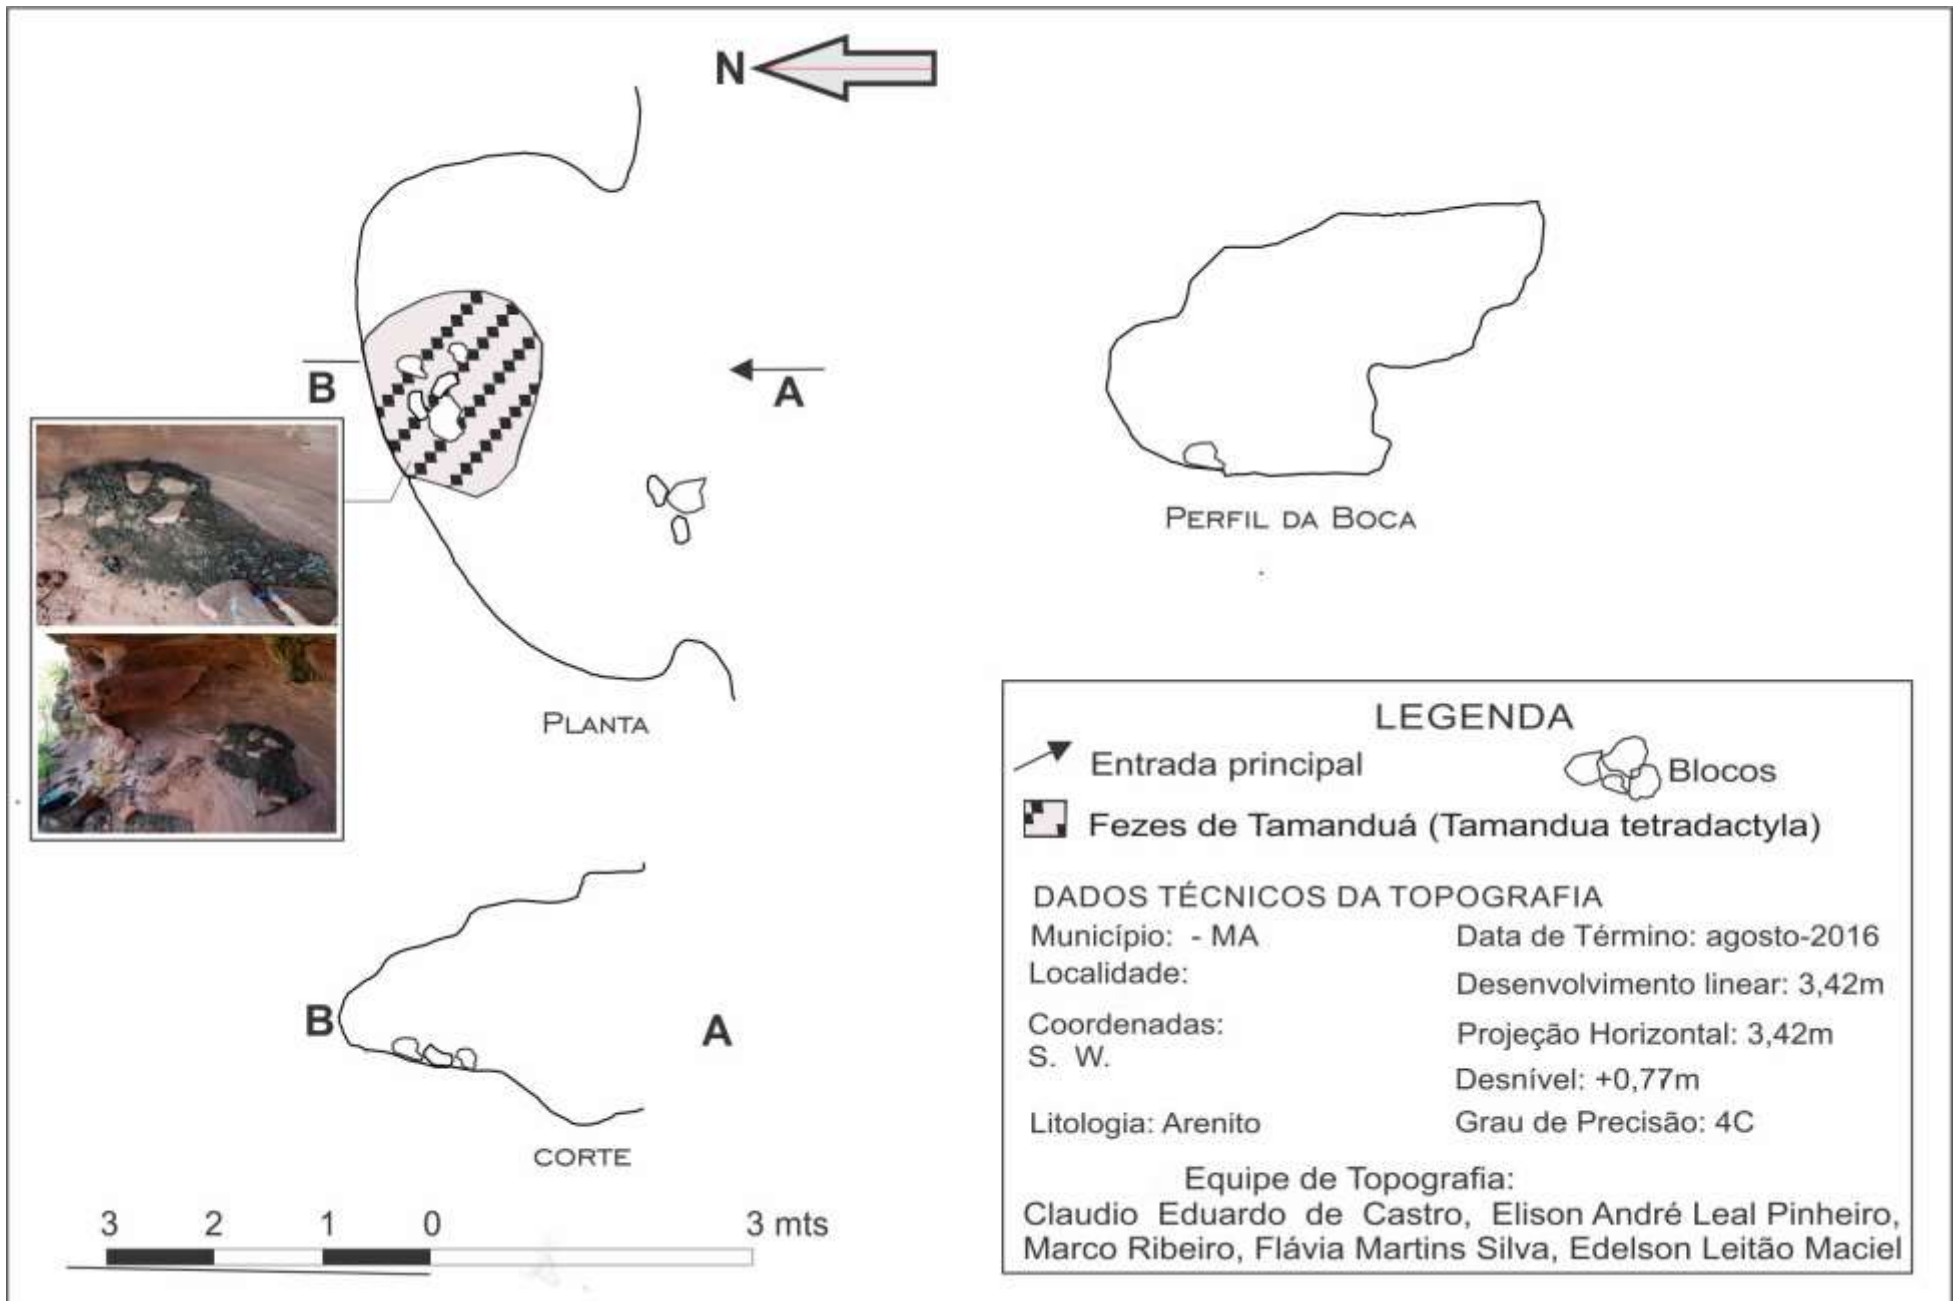 N
B
A
PERFIL DA BOCA
PLANTA
B
A
CORTE
3 2 1 0 3 mts
LEGENDA
Entrada principal
Blocos
Fezes de Tamanduá (Tamandua tetradactyla)
DADOS TÉCNICOS DA TOPOGRAFIA
Município: - MA
Data de Término: agosto-2016
Localidade:
Desenvolvimento linear: 3,42m
Coordenadas:
S. W.
Projeção Horizontal: 3,42m
Desnível: +0,77m
Litologia: Arenito
Grau de Precisão: 4C
Equipe de Topografia:
Claudio Eduardo de Castro, Elison André Leal Pinheiro,
Marco Ribeiro, Flávia Martins Silva, Edelson Leitão Maciel